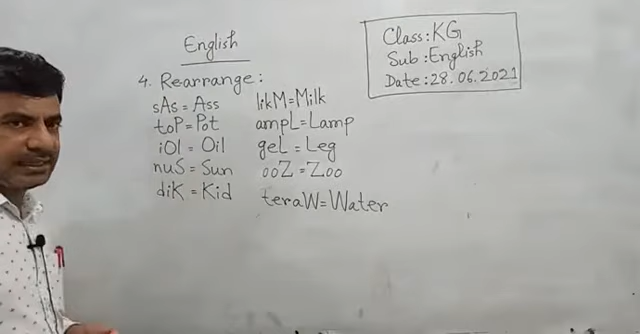 English
4. Rearrange:
sAs = Ass
toP = Pot
iOl = Oil
nuS = Sun
diK = Kid
likM = Milk
ampL = Lamp
geL = Leg
ooZ = Zoo
teraW = Water
Class: KG
Sub: English
Date: 28.06.2021